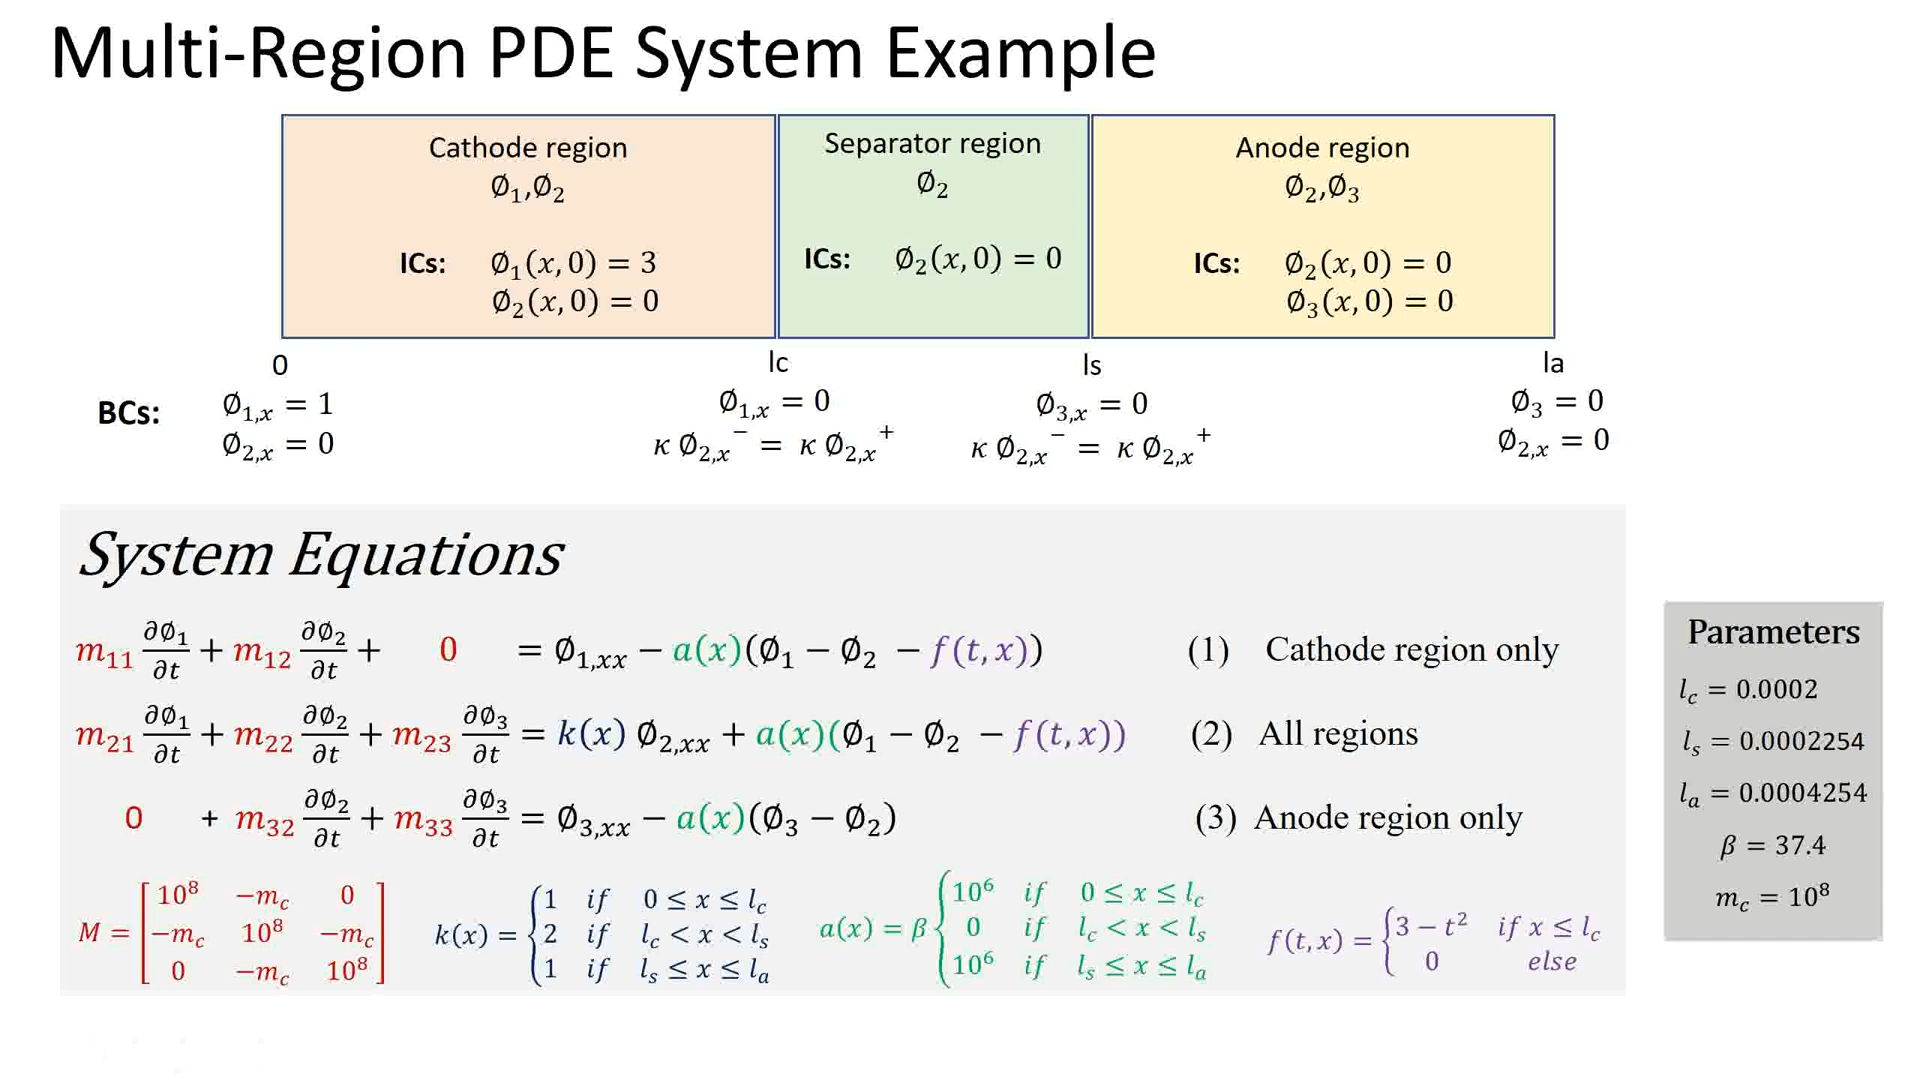 Multi-Region PDE System Example
Cathode region
∅₁,∅₂
ICs: ∅₁(x, 0) = 3
∅₂(x, 0) = 0
Separator region
∅₂
ICs: ∅₂(x, 0) = 0
Anode region
∅₂,∅₃
ICs: ∅₂(x, 0) = 0
∅₃(x, 0) = 0
0 lc ls la
BCs:
∅₁,ₓ = 1
∅₂,ₓ = 0
∅₁,ₓ = 0
κ ∅₂,ₓ⁻ = κ ∅₂,ₓ⁺
∅₃,ₓ = 0
κ ∅₂,ₓ⁻ = κ ∅₂,ₓ⁺
∅₃ = 0
∅₂,ₓ = 0
System Equations
m₁₁ ∂∅₁/∂t + m₁₂ ∂∅₂/∂t + 0 = ∅₁,ₓₓ − a(x)(∅₁ − ∅₂ − f(t, x)) (1) Cathode region only
m₂₁ ∂∅₁/∂t + m₂₂ ∂∅₂/∂t + m₂₃ ∂∅₃/∂t = k(x) ∅₂,ₓₓ + a(x)(∅₁ − ∅₂ − f(t, x)) (2) All regions
0 + m₃₂ ∂∅₂/∂t + m₃₃ ∂∅₃/∂t = ∅₃,ₓₓ − a(x)(∅₃ − ∅₂) (3) Anode region only
M = [10⁸ −m_c 0
−m_c 10⁸ −m_c
0 −m_c 10⁸]
k(x) = {1 if 0 ≤ x ≤ l_c
2 if l_c < x < l_s
1 if l_s ≤ x ≤ l_a
a(x) = β {10⁶ if 0 ≤ x ≤ l_c
0 if l_c < x < l_s
10⁶ if l_s ≤ x ≤ l_a
f(t, x) = {3 − t² if x ≤ l_c
0 else
Parameters
l_c = 0.0002
l_s = 0.0002254
l_a = 0.0004254
β = 37.4
m_c = 10⁸